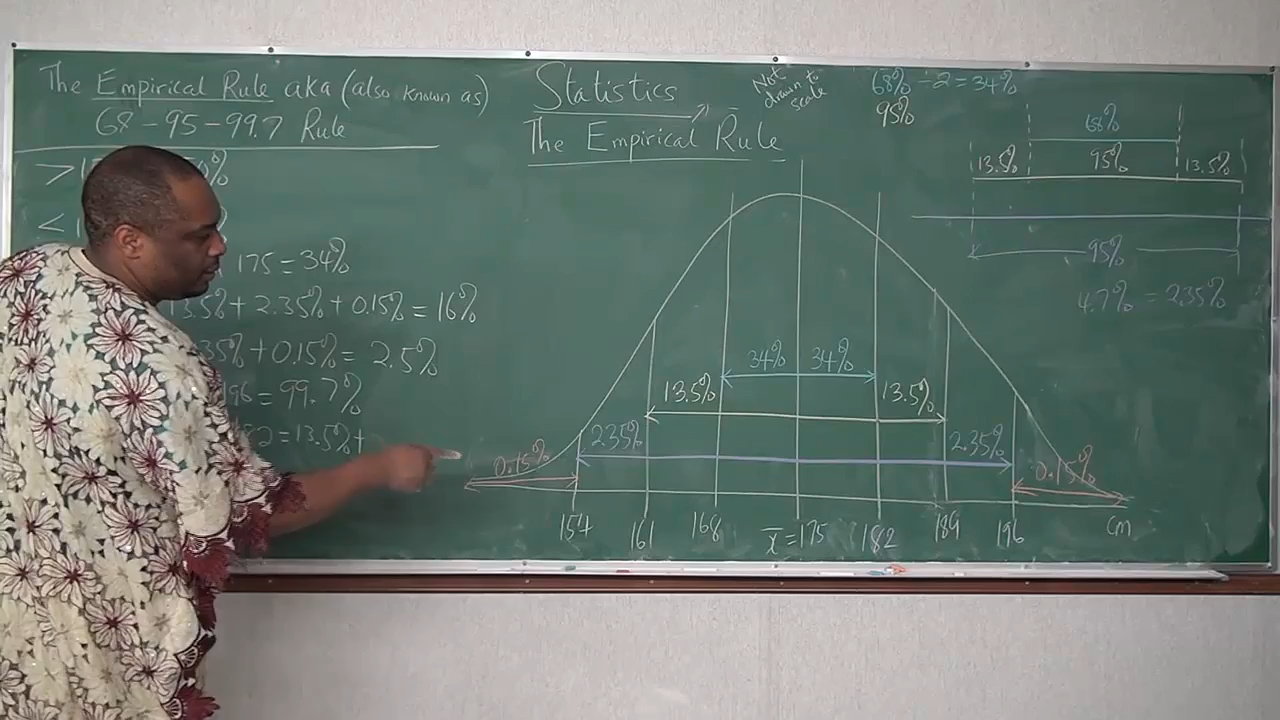 The Empirical Rule aka (also known as)
68-95-99.7 Rule
>
<
175 = 34%
13.5% + 2.35% + 0.15% = 16%
35% + 0.15% = 2.5%
196 = 99.7%
82 = 13.5% +
Statistics
The Empirical Rule
Not
drawn to
scale
68% ÷ 2 = 34%
95%
68%
13.5% 95% 13.5%
95%
4.7% = 2.35%
34% 34%
13.5% 13.5%
0.15% 2.35% 2.35% 0.15%
154 161 168 x̄ = 175 182 189 196 cm